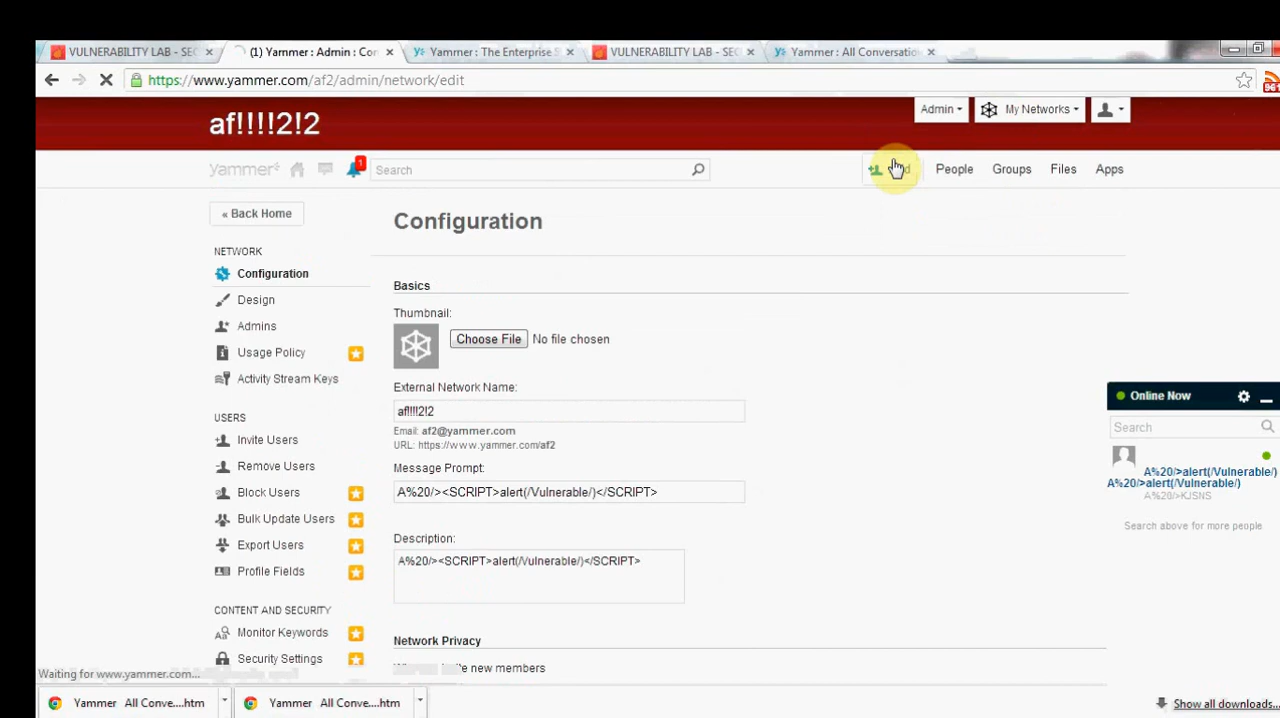 VULNERABILITY LAB - SEC
(1) Yammer : Admin : Con
Yammer : The Enterprise S
VULNERABILITY LAB - SEC
Yammer : All Conversatio
https://www.yammer.com/af2/admin/network/edit
961
af!!!!2!2
Admin
My Networks
yammer
1
Search
People
Groups
Files
Apps
« Back Home
Configuration
NETWORK
Configuration
Design
Admins
Usage Policy
Activity Stream Keys
USERS
Invite Users
Remove Users
Block Users
Bulk Update Users
Export Users
Profile Fields
CONTENT AND SECURITY
Monitor Keywords
Security Settings
Basics
Thumbnail:
Choose File No file chosen
External Network Name:
af!!!!2!2
Email: af2@yammer.com
URL: https://www.yammer.com/af2
Message Prompt:
A%20/><SCRIPT>alert(/Vulnerable/)</SCRIPT>
Description:
A%20/><SCRIPT>alert(/Vulnerable/)</SCRIPT>
Network Privacy
new members
Online Now
Search
A%20/>alert(/Vulnerable/)
A%20/>alert(/Vulnerable/)
A%20/>KJSNS
Search above for more people
Waiting for www.yammer.com...
Yammer All Conve....htm
Yammer All Conve....htm
Show all downloads...